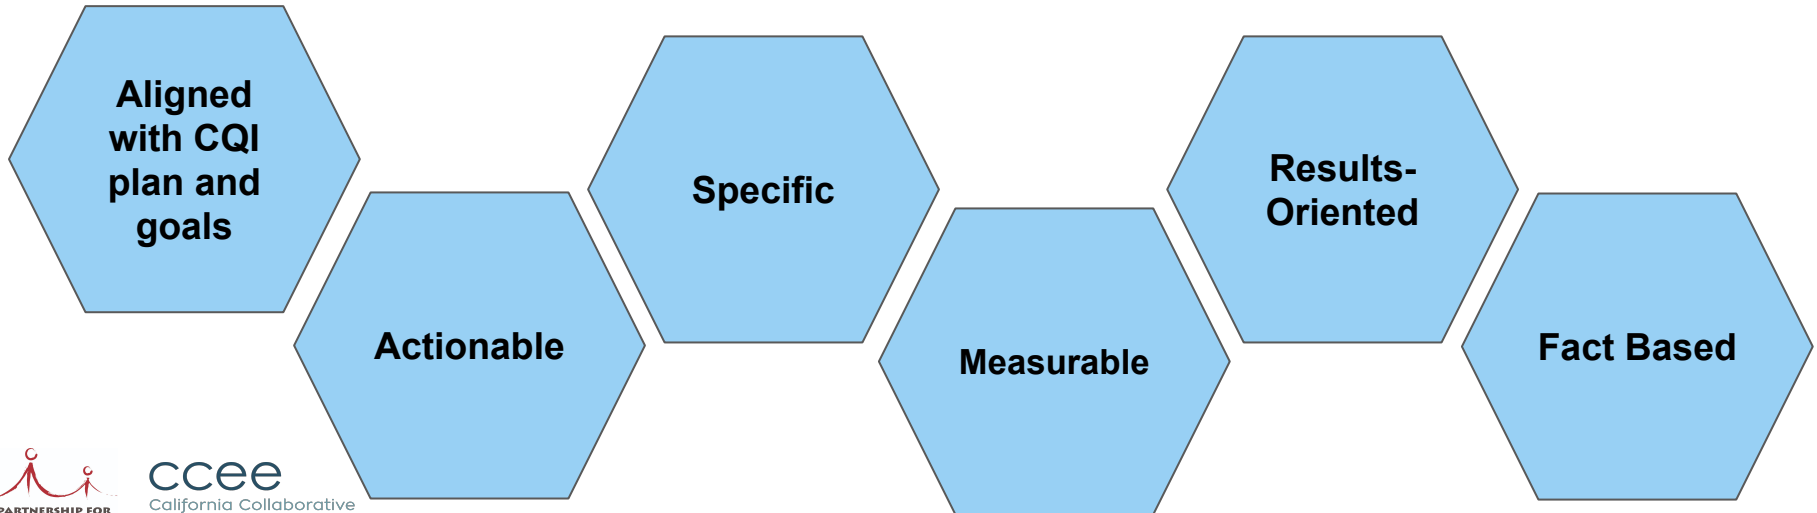 Aligned
with CQI
plan and
goals
Actionable
Specific
Measurable
Results-
Oriented
Fact Based
PARTNERSHIP FOR
ccee
California Collaborative